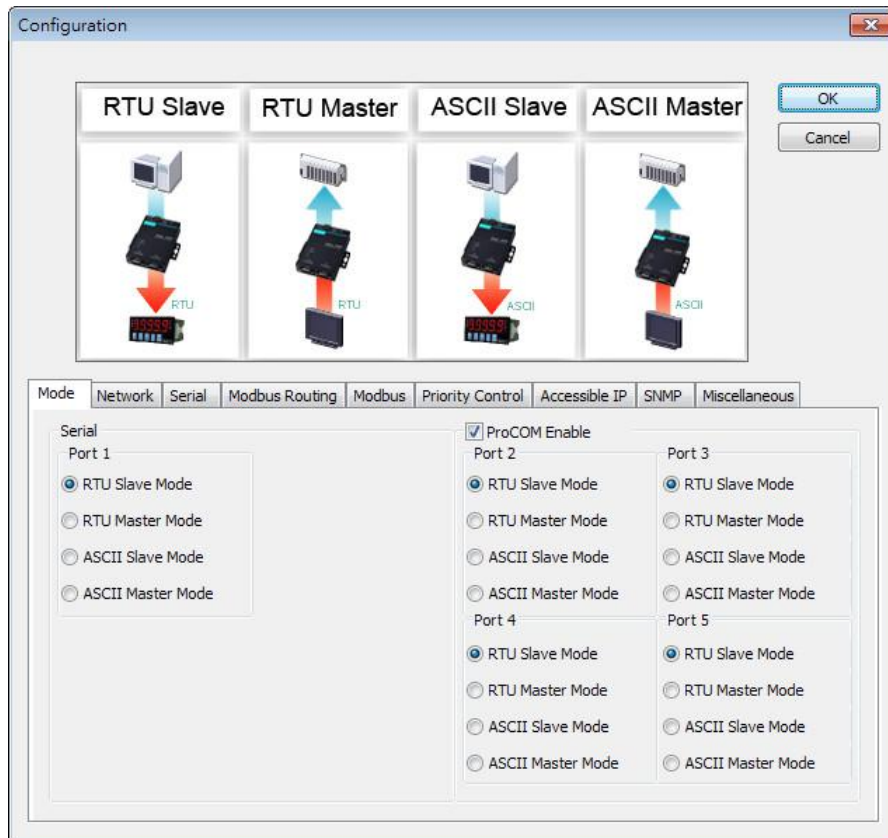 Configuration
RTU Slave RTU Master ASCII Slave ASCII Master
OK
Cancel
RTU RTU ASCII ASCII
Mode Network Serial Modbus Routing Modbus Priority Control Accessible IP SNMP Miscellaneous
Serial
Port 1
RTU Slave Mode
RTU Master Mode
ASCII Slave Mode
ASCII Master Mode
ProCOM Enable
Port 2
RTU Slave Mode
RTU Master Mode
ASCII Slave Mode
ASCII Master Mode
Port 3
RTU Slave Mode
RTU Master Mode
ASCII Slave Mode
ASCII Master Mode
Port 4
RTU Slave Mode
RTU Master Mode
ASCII Slave Mode
ASCII Master Mode
Port 5
RTU Slave Mode
RTU Master Mode
ASCII Slave Mode
ASCII Master Mode